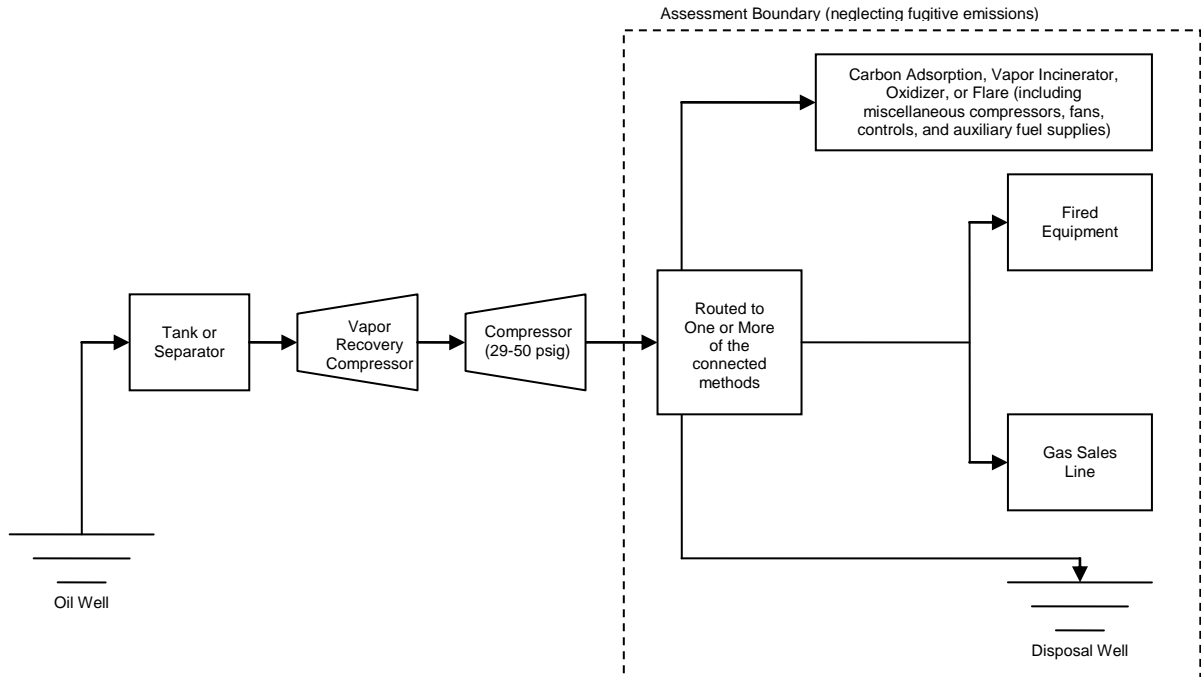 Assessment Boundary (neglecting fugitive emissions)
Carbon Adsorption, Vapor Incinerator,
Oxidizer, or Flare (including
miscellaneous compressors, fans,
controls, and auxiliary fuel supplies)
Fired
Equipment
Tank or
Separator
Vapor
Recovery
Compressor
Compressor
(29-50 psig)
Routed to
One or More
of the
connected
methods
Gas Sales
Line
Oil Well
Disposal Well